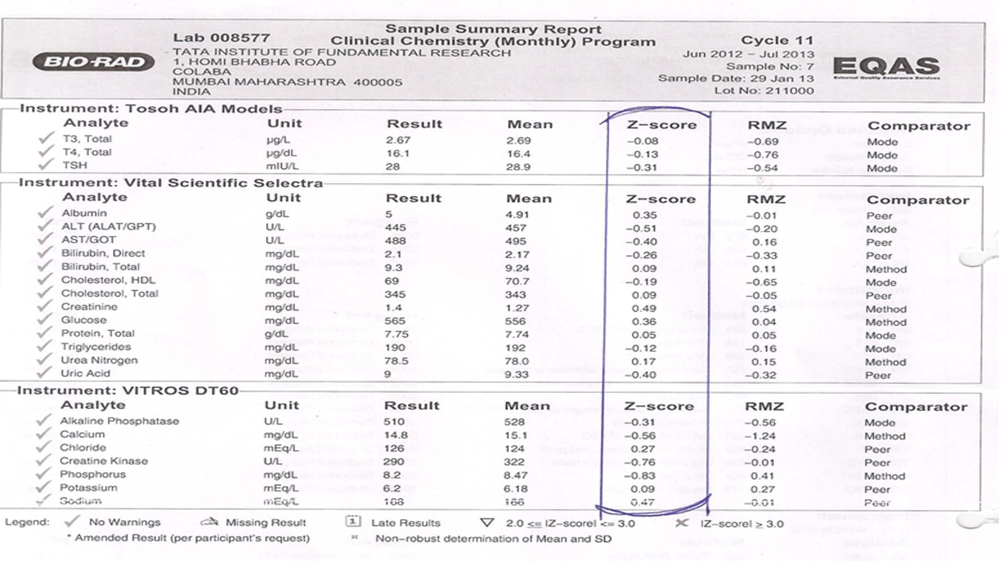 Sample Summary Report
Lab 008577 Clinical Chemistry (Monthly) Program Cycle 11
TATA INSTITUTE OF FUNDAMENTAL RESEARCH Jun 2012 – Jul 2013
BIO-RAD 1, HOMI BHABHA ROAD Sample No: 7 EQAS
COLABA External Quality Assurance Services
MUMBAI MAHARASHTRA 400005 Sample Date: 29 Jan 13
INDIA Lot No: 211000
Instrument: Tosoh AIA Models
Analyte Unit Result Mean Z–score RMZ Comparator
T3, Total µg/L 2.67 2.69 –0.08 –0.69 Mode
T4, Total µg/dL 16.1 16.4 –0.13 –0.76 Mode
TSH mIU/L 28 28.9 –0.31 –0.54 Mode
Instrument: Vital Scientific Selectra
Analyte Unit Result Mean Z–score RMZ Comparator
Albumin g/dL 5 4.91 0.35 –0.01 Peer
ALT (ALAT/GPT) U/L 445 457 –0.51 –0.20 Mode
AST/GOT U/L 488 495 –0.40 0.16 Peer
Bilirubin, Direct mg/dL 2.1 2.17 –0.26 –0.33 Peer
Bilirubin, Total mg/dL 9.3 9.24 0.09 0.11 Method
Cholesterol, HDL mg/dL 69 70.7 –0.19 –0.65 Mode
Cholesterol, Total mg/dL 345 343 0.09 –0.05 Peer
Creatinine mg/dL 1.4 1.27 0.49 0.54 Method
Glucose mg/dL 565 556 0.36 0.04 Method
Protein, Total g/dL 7.75 7.74 0.05 0.05 Mode
Triglycerides mg/dL 190 192 –0.12 –0.16 Mode
Urea Nitrogen mg/dL 78.5 78.0 0.17 0.15 Method
Uric Acid mg/dL 9 9.33 –0.40 –0.32 Peer
Instrument: VITROS DT60
Analyte Unit Result Mean Z–score RMZ Comparator
Alkaline Phosphatase U/L 510 528 –0.31 –0.56 Mode
Calcium mg/dL 14.8 15.1 –0.56 –1.24 Method
Chloride mEq/L 126 124 0.27 –0.24 Peer
Creatine Kinase U/L 290 322 –0.76 –0.01 Peer
Phosphorus mg/dL 8.2 8.47 –0.83 0.41 Method
Potassium mEq/L 6.2 6.18 0.09 0.27 Peer
Sodium mEq/L 168 166 0.47 –0.01 Peer
Legend: No Warnings Missing Result 1 Late Results 2.0 <= |Z–score| <= 3.0 |Z–score| ≥ 3.0
* Amended Result (per participant's request) Non–robust determination of Mean and SD